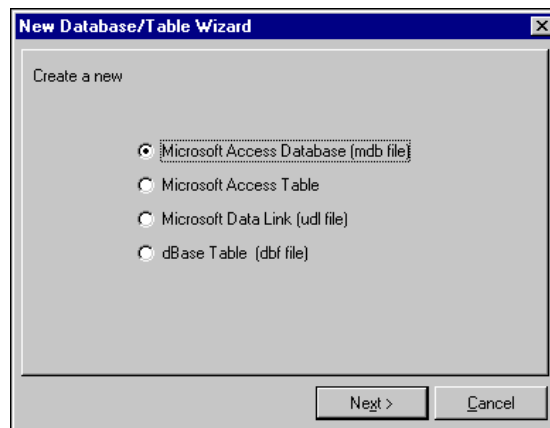 New Database/Table Wizard
Create a new
Microsoft Access Database (mdb file)
Microsoft Access Table
Microsoft Data Link (udl file)
dBase Table (dbf file)
Next >
Cancel